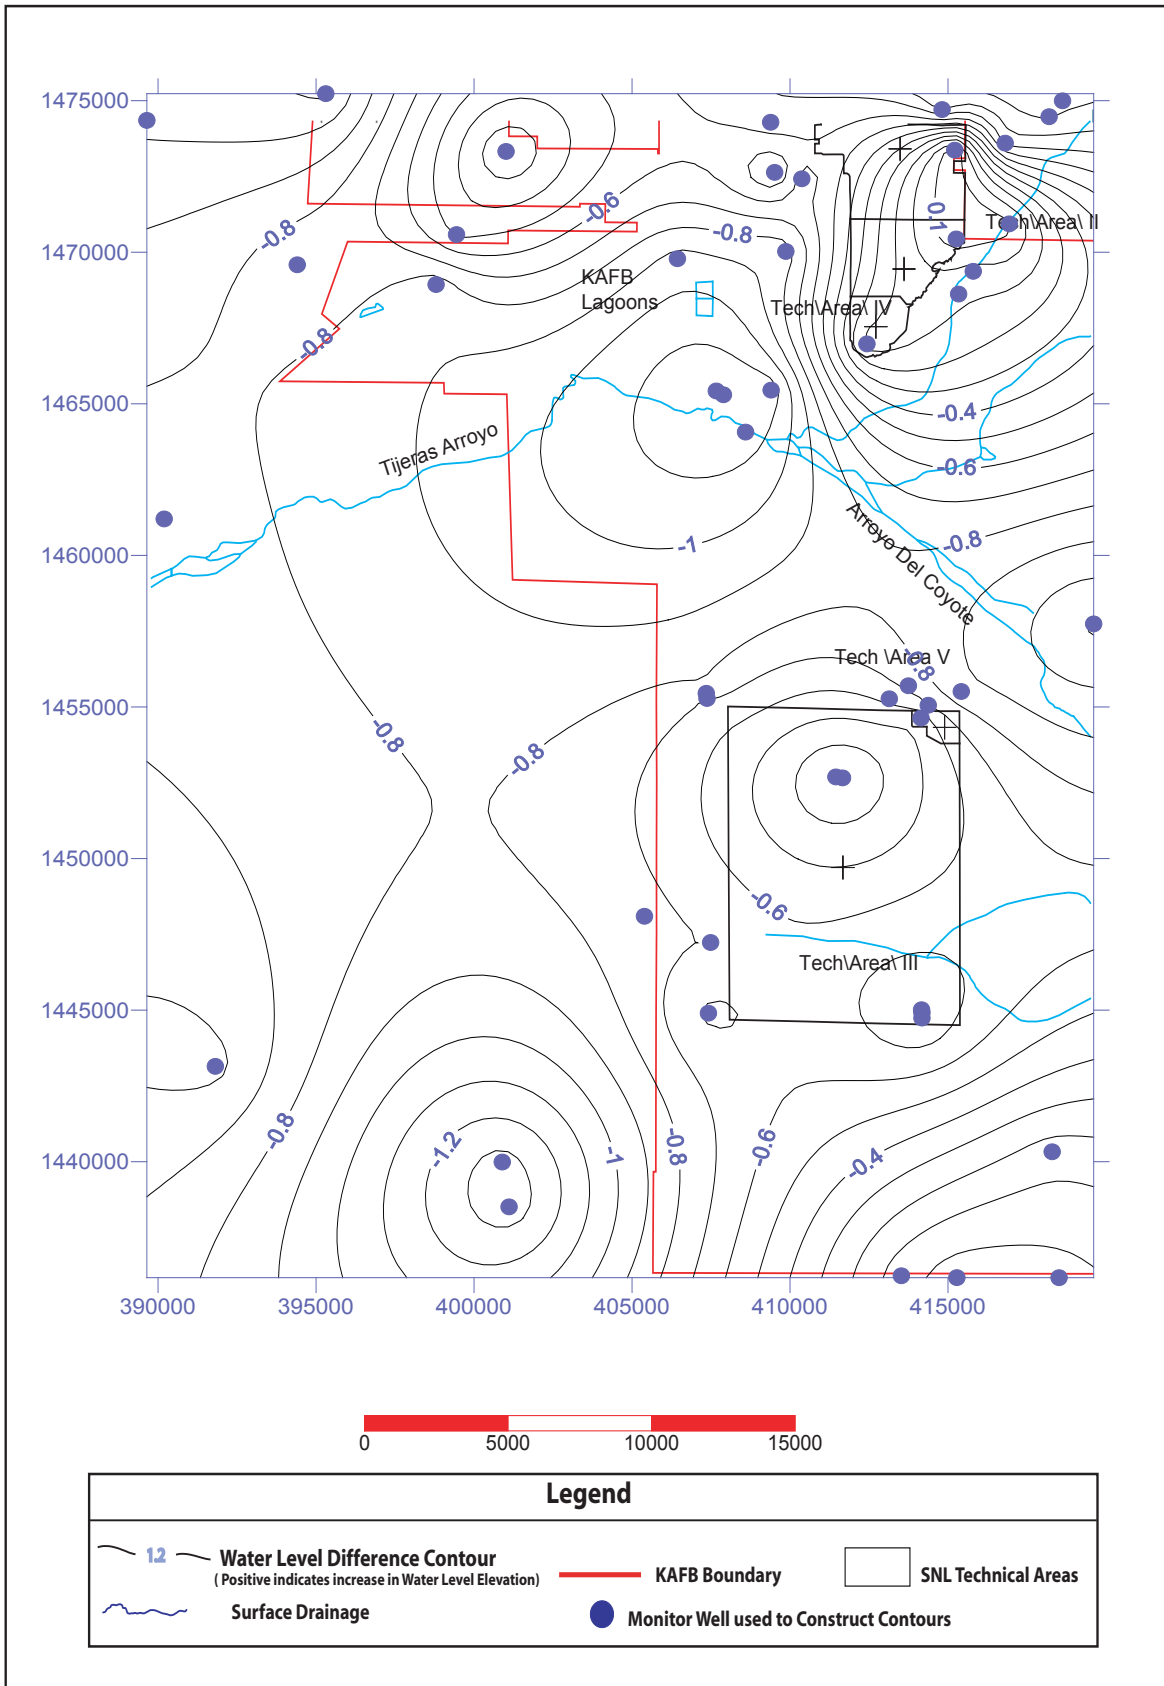 1475000
-0.8
-0.6
0.1
Tech\Area\ II
1470000
-0.8
KAFB
Lagoons
Tech\Area\ IV
-0.8
1465000
-0.4
Tijeras Arroyo
-0.6
Arroyo Del Coyote
1460000
-1
-0.8
Tech \Area V
-0.8
1455000
-0.8
-0.8
1450000
-0.6
Tech\Area\ III
1445000
-0.8
-1.2
-1
-0.8
-0.6
-0.4
1440000
390000 395000 400000 405000 410000 415000
0 5000 10000 15000
Legend
1.2 Water Level Difference Contour
( Positive indicates increase in Water Level Elevation)
KAFB Boundary
SNL Technical Areas
Surface Drainage
Monitor Well used to Construct Contours